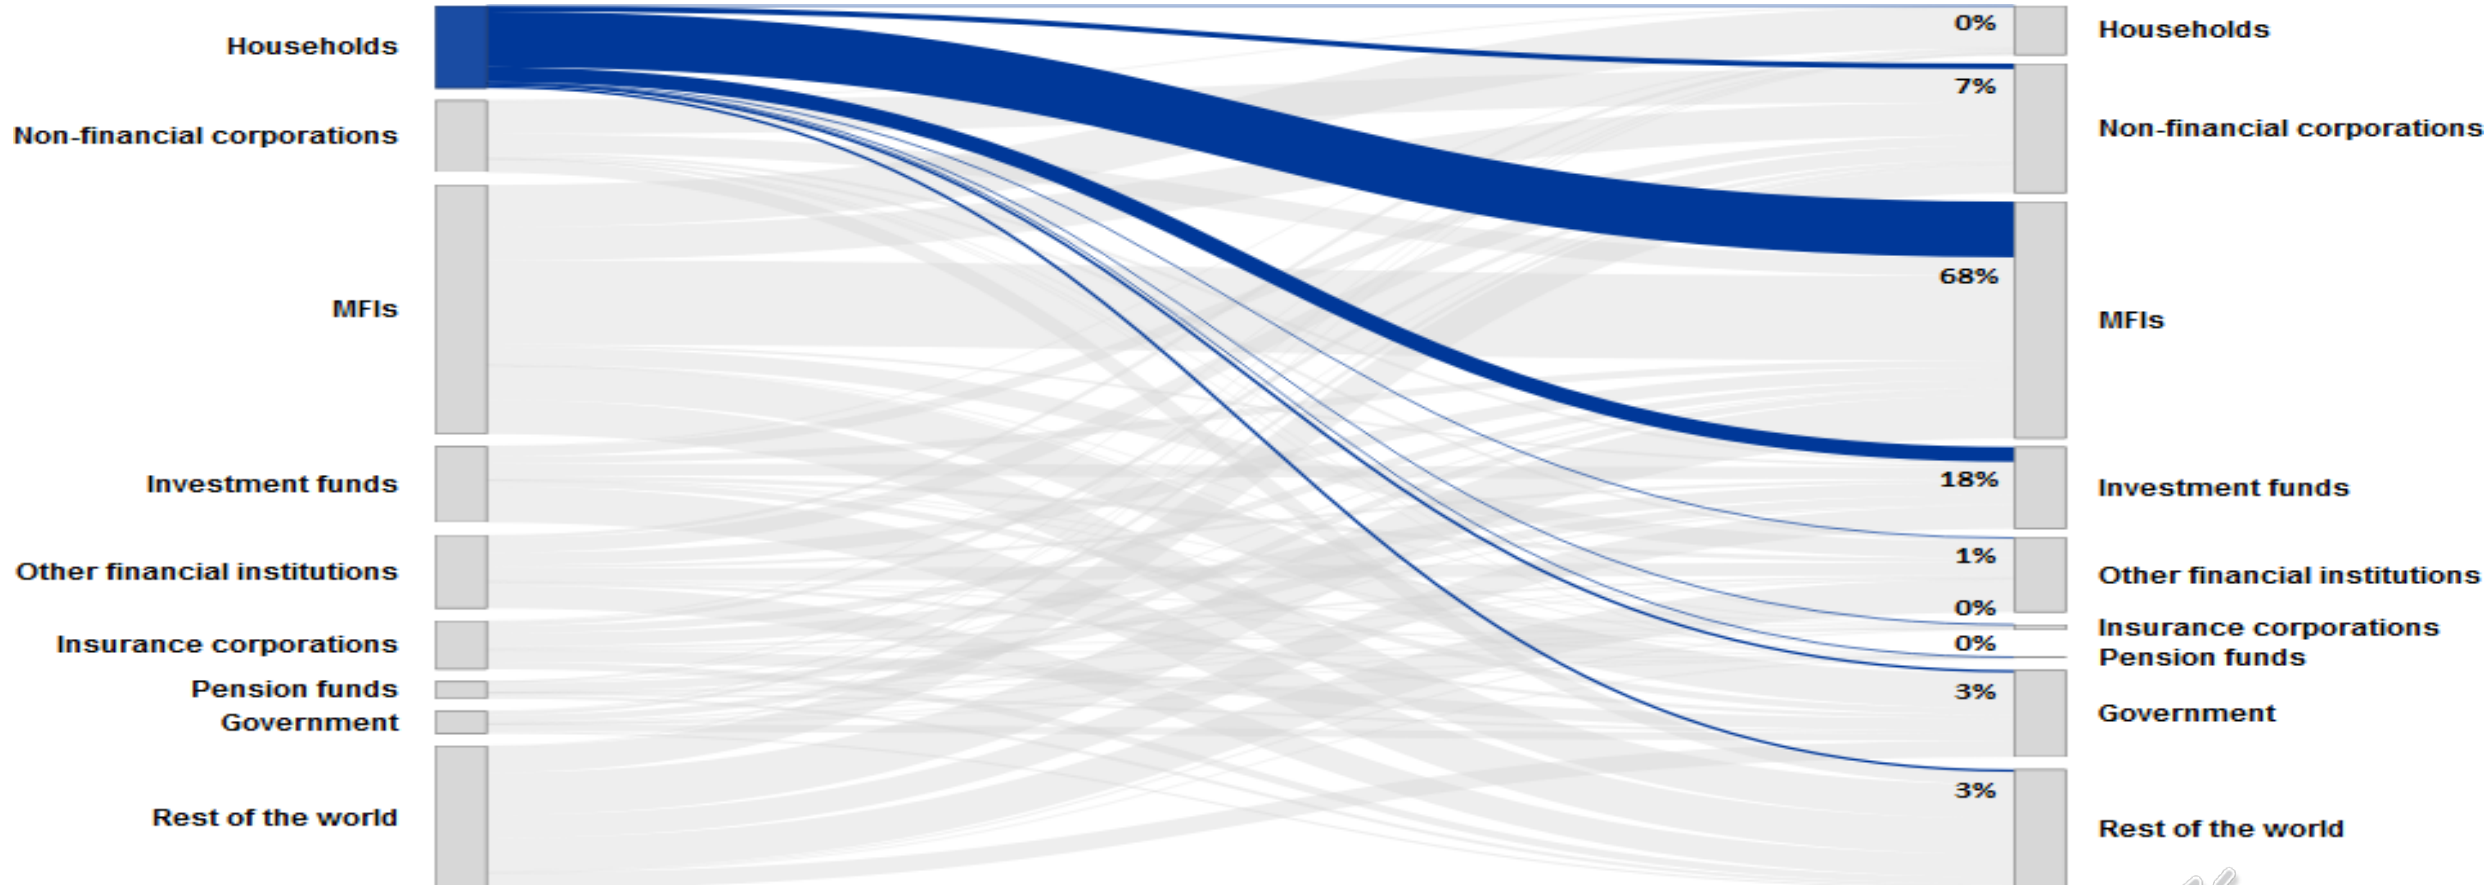 Households
Non-financial corporations
MFIs
Investment funds
Other financial institutions
Insurance corporations
Pension funds
Government
Rest of the world
0%
7%
68%
18%
1%
0%
0%
3%
3%
Households
Non-financial corporations
MFIs
Investment funds
Other financial institutions
Insurance corporations
Pension funds
Government
Rest of the world